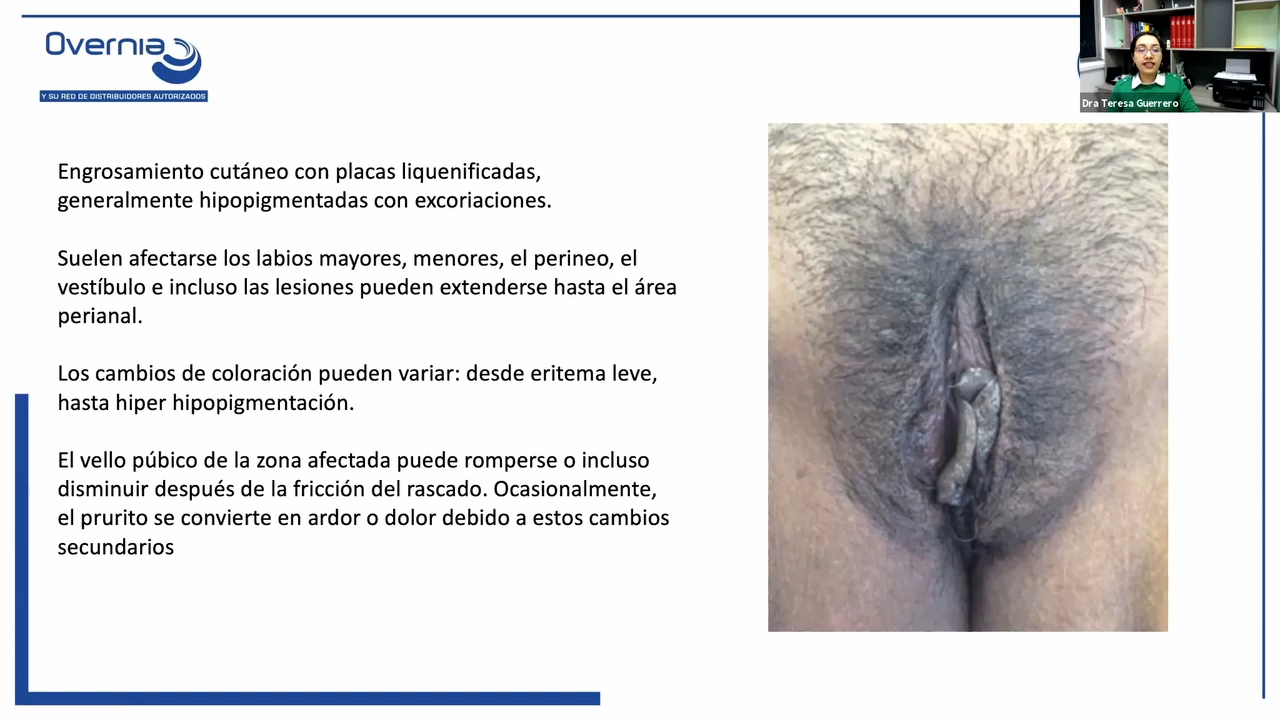 Overnia
Y SU RED DE DISTRIBUIDORES AUTORIZADOS
Dra Teresa Guerrero
Engrosamiento cutáneo con placas liquenificadas,
generalmente hipopigmentadas con excoriaciones.
Suelen afectarse los labios mayores, menores, el perineo, el
vestíbulo e incluso las lesiones pueden extenderse hasta el área
perianal.
Los cambios de coloración pueden variar: desde eritema leve,
hasta hiper hipopigmentación.
El vello púbico de la zona afectada puede romperse o incluso
disminuir después de la fricción del rascado. Ocasionalmente,
el prurito se convierte en ardor o dolor debido a estos cambios
secundarios